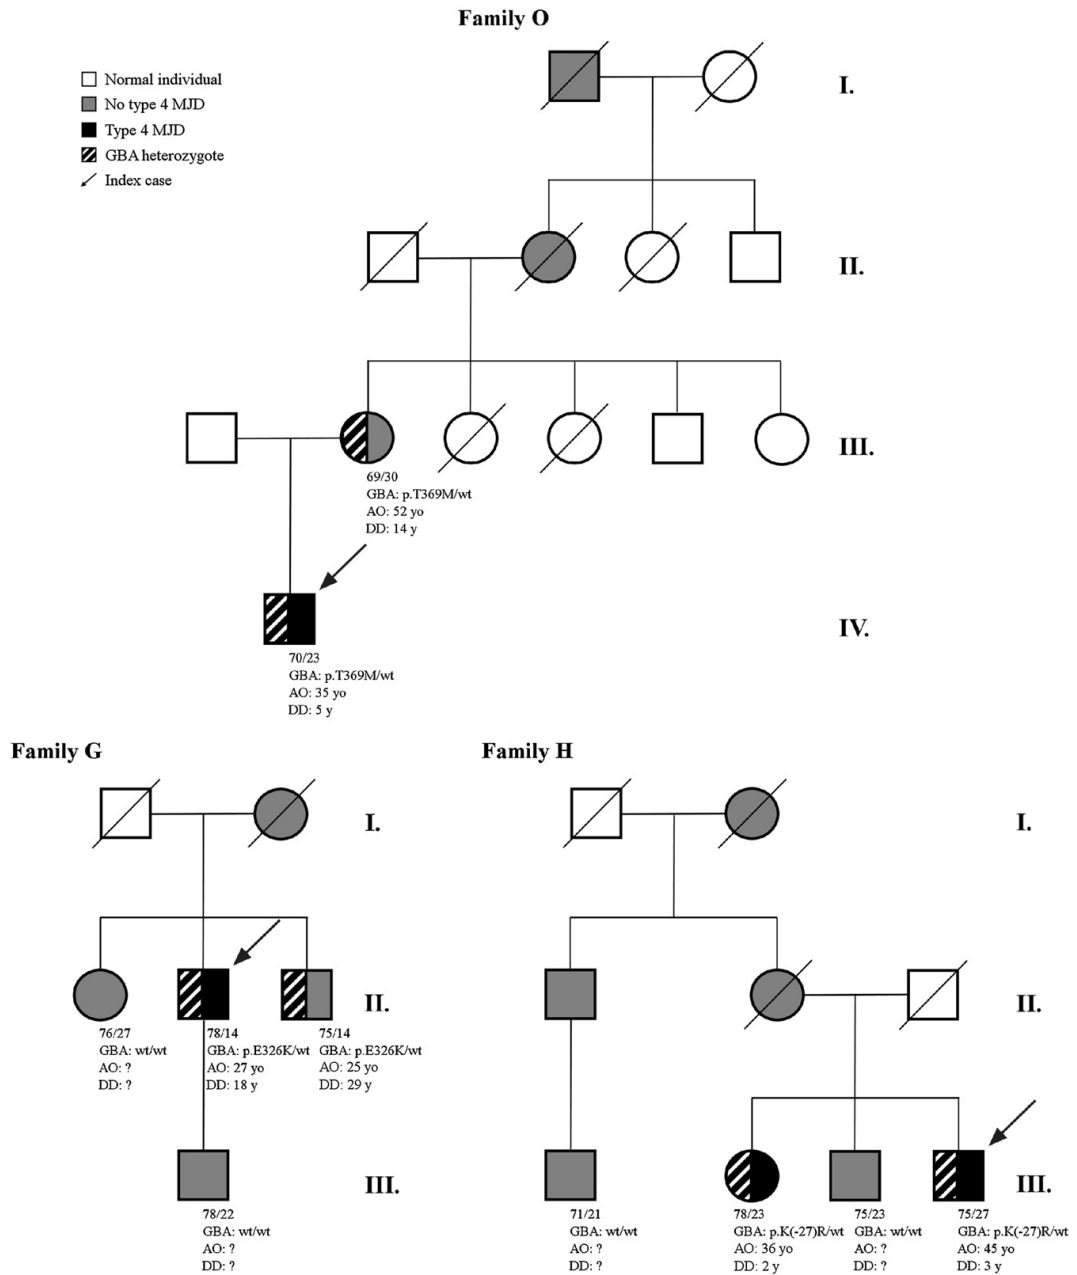 Family O
Normal individual
No type 4 MJD
Type 4 MJD
GBA heterozygote
Index case
I.
II.
III.
69/30
GBA: p.T369M/wt
AO: 52 yo
DD: 14 y
IV.
70/23
GBA: p.T369M/wt
AO: 35 yo
DD: 5 y
Family G
I.
II.
76/27
GBA: wt/wt
AO: ?
DD: ?
78/14
GBA: p.E326K/wt
AO: 27 yo
DD: 18 y
75/14
GBA: p.E326K/wt
AO: 25 yo
DD: 29 y
III.
78/22
GBA: wt/wt
AO: ?
DD: ?
Family H
I.
II.
III.
71/21
GBA: wt/wt
AO: ?
DD: ?
78/23
GBA: p.K(-27)R/wt
AO: 36 yo
DD: 2 y
75/23
GBA: wt/wt
AO: ?
DD: ?
75/27
GBA: p.K(-27)R/wt
AO: 45 yo
DD: 3 y